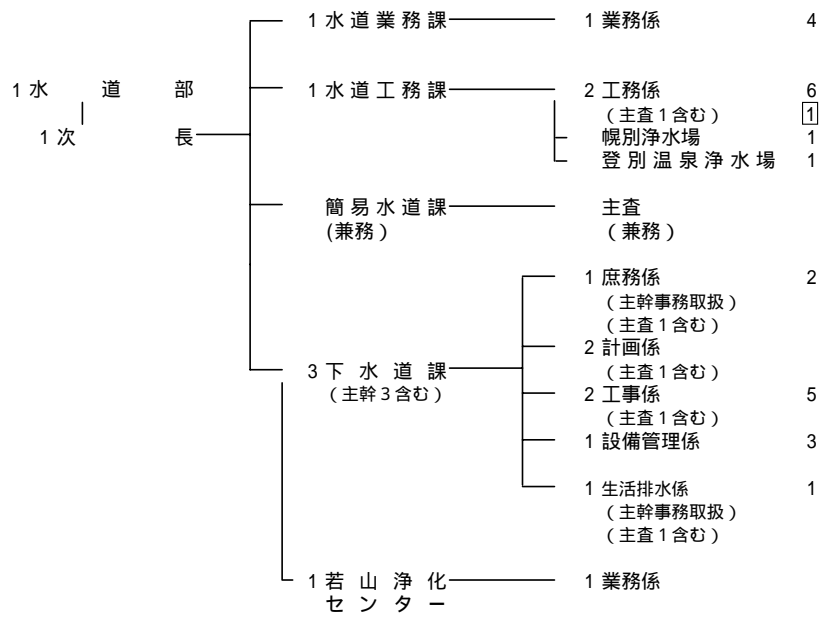 1 水道業務課 1 業務係 4
1 水道部 1 水道工務課 2 工務係 6
(主査1含む) 1
1 次長 幌別浄水場 1
登別温泉浄水場 1
簡易水道課 主査
(兼務) (兼務)
1 庶務係 2
(主幹事務取扱)
(主査1含む)
2 計画係
3 下水道課 (主査1含む)
(主幹3含む) 2 工事係 5
(主査1含む)
1 設備管理係 3
1 生活排水係 1
(主幹事務取扱)
(主査1含む)
1 若山浄化 1 業務係
センター